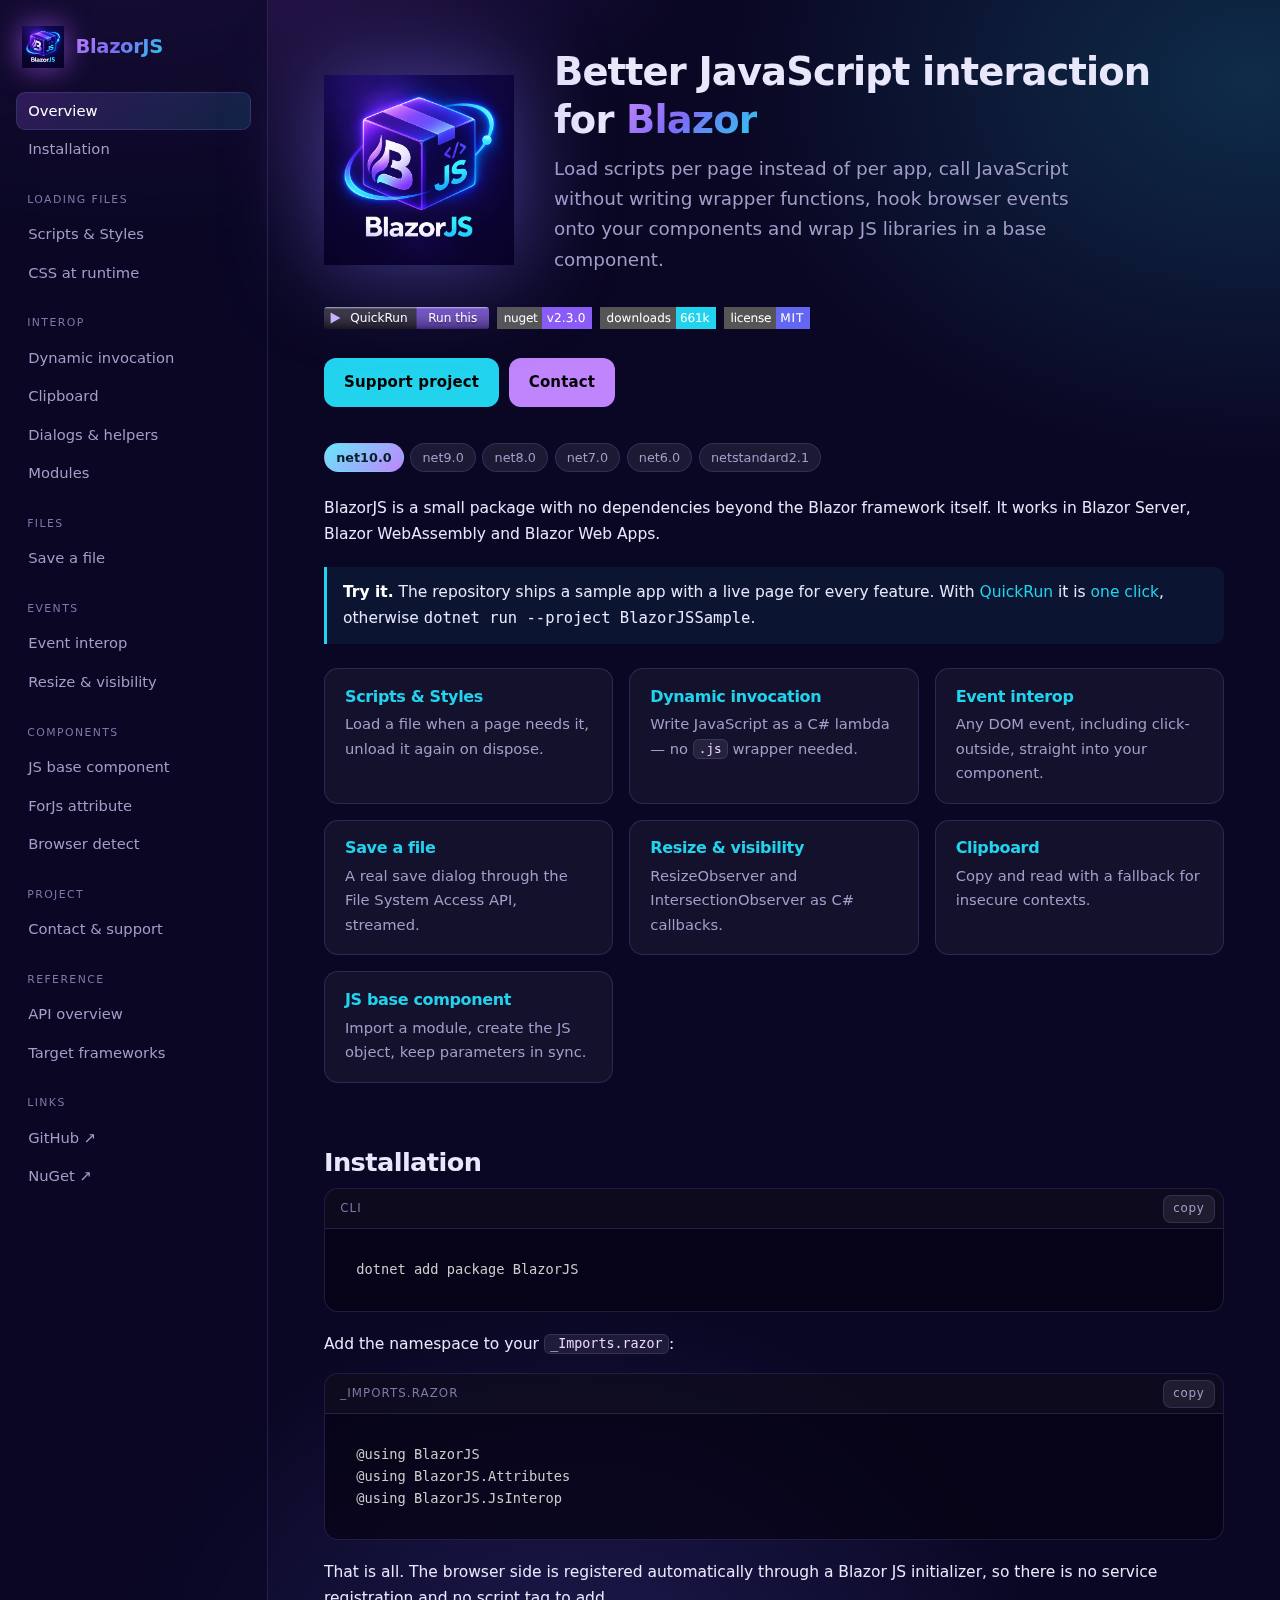 BlazorJS
BlazorJS
Overview
Installation
LOADING FILES
Scripts & Styles
CSS at runtime
INTEROP
Dynamic invocation
Clipboard
Dialogs & helpers
Modules
FILES
Save a file
EVENTS
Event interop
Resize & visibility
COMPONENTS
JS base component
ForJs attribute
Browser detect
PROJECT
Contact & support
REFERENCE
API overview
Target frameworks
LINKS
GitHub ↗
NuGet ↗
B </> JS
BlazorJS
Better JavaScript interaction
for Blazor
Load scripts per page instead of per app, call JavaScript
without writing wrapper functions, hook browser events
onto your components and wrap JS libraries in a base
component.
QuickRun Run this nuget v2.3.0 downloads 661k license MIT
Support project Contact
net10.0 net9.0 net8.0 net7.0 net6.0 netstandard2.1
BlazorJS is a small package with no dependencies beyond the Blazor framework itself. It works in Blazor Server,
Blazor WebAssembly and Blazor Web Apps.
Try it. The repository ships a sample app with a live page for every feature. With QuickRun it is one click,
otherwise dotnet run --project BlazorJSSample.
Scripts & Styles
Load a file when a page needs it,
unload it again on dispose.
Dynamic invocation
Write JavaScript as a C# lambda
— no .js wrapper needed.
Event interop
Any DOM event, including click-
outside, straight into your
component.
Save a file
A real save dialog through the
File System Access API,
streamed.
Resize & visibility
ResizeObserver and
IntersectionObserver as C#
callbacks.
Clipboard
Copy and read with a fallback for
insecure contexts.
JS base component
Import a module, create the JS
object, keep parameters in sync.
Installation
CLI copy
dotnet add package BlazorJS
Add the namespace to your _Imports.razor:
_IMPORTS.RAZOR copy
@using BlazorJS
@using BlazorJS.Attributes
@using BlazorJS.JsInterop
That is all. The browser side is registered automatically through a Blazor JS initializer, so there is no service
registration and no script tag to add.